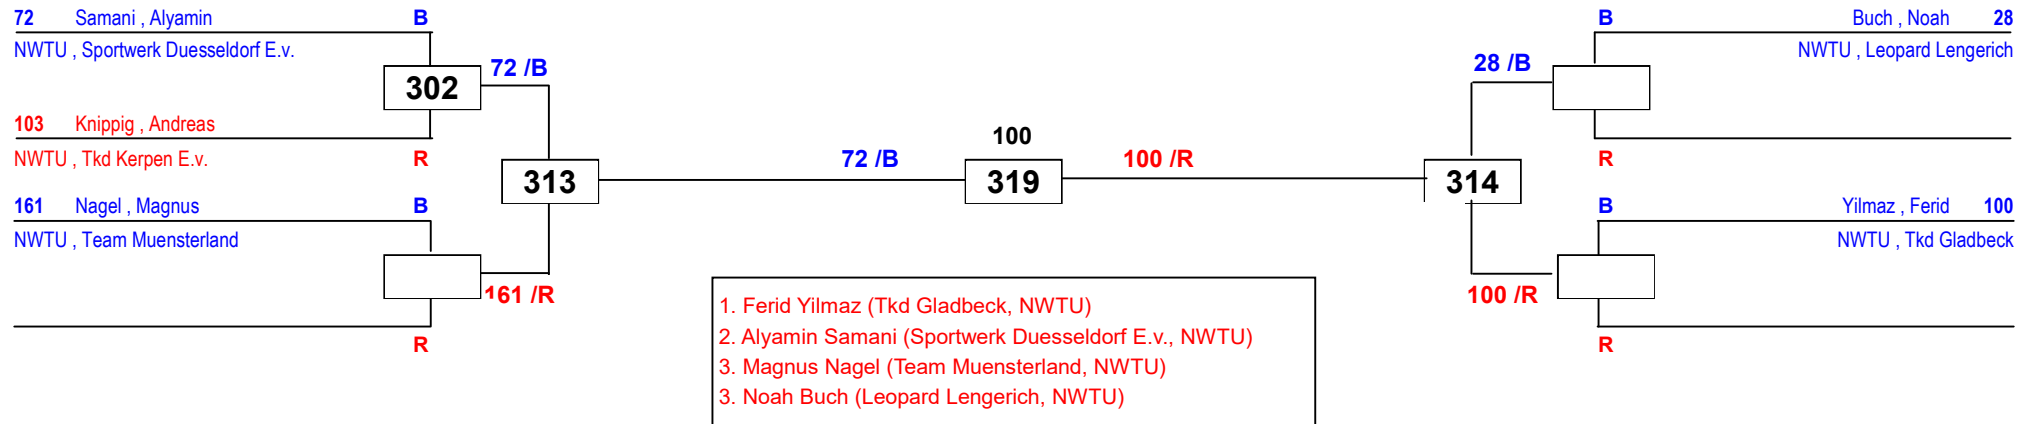 72 Samani , Alyamin B
NWTU , Sportwerk Duesseldorf E.v.
302
72 /B
103 Knippig , Andreas
NWTU , Tkd Kerpen E.v. R
313
161 Nagel , Magnus B
NWTU , Team Muensterland
161 /R
R
72 /B
100
319
100 /R
B Buch , Noah 28
NWTU , Leopard Lengerich
28 /B
R
314
B Yilmaz , Ferid 100
NWTU , Tkd Gladbeck
100 /R
R
1. Ferid Yilmaz (Tkd Gladbeck, NWTU)
2. Alyamin Samani (Sportwerk Duesseldorf E.v., NWTU)
3. Magnus Nagel (Team Muensterland, NWTU)
3. Noah Buch (Leopard Lengerich, NWTU)